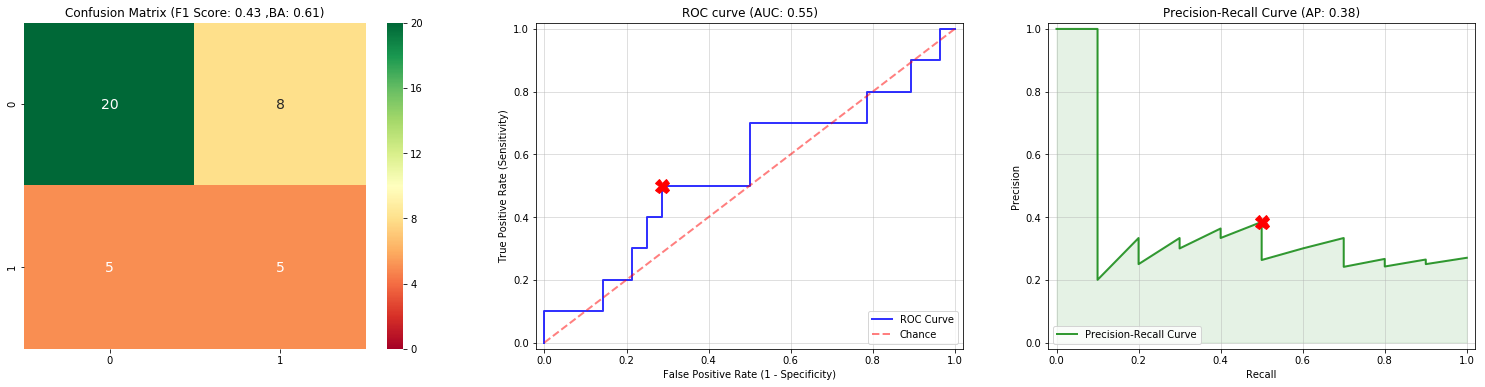 Confusion Matrix (F1 Score: 0.43 ,BA: 0.61)
0
1
20
8
5
5
0
1
20
16
12
8
4
0
ROC curve (AUC: 0.55)
True Positive Rate (Sensitivity)
1.0
0.8
0.6
0.4
0.2
0.0
ROC Curve
Chance
0.0 0.2 0.4 0.6 0.8 1.0
False Positive Rate (1 - Specificity)
Precision-Recall Curve (AP: 0.38)
Precision
1.0
0.8
0.6
0.4
0.2
0.0
Precision-Recall Curve
0.0 0.2 0.4 0.6 0.8 1.0
Recall